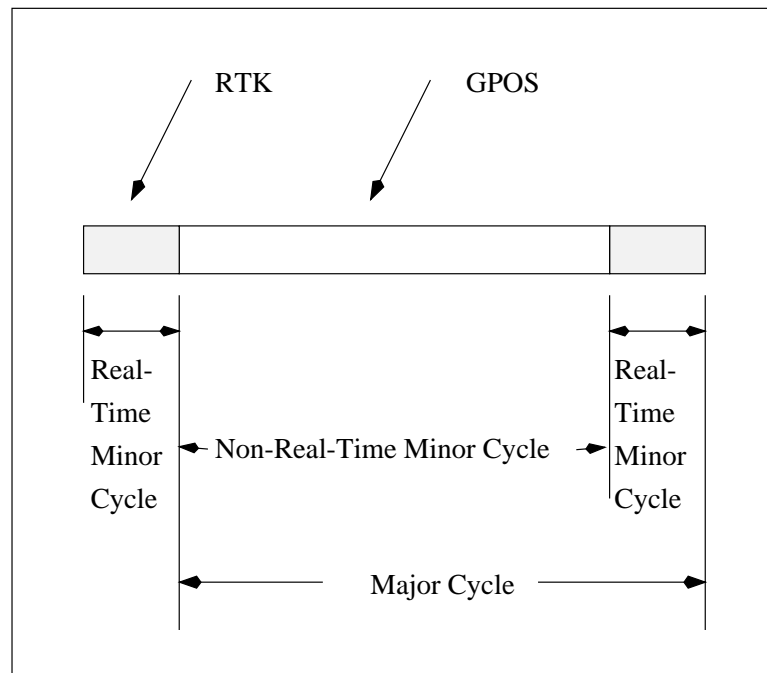 RTK
GPOS
Real-
Time
Minor
Cycle
Non-Real-Time Minor Cycle
Real-
Time
Minor
Cycle
Major Cycle